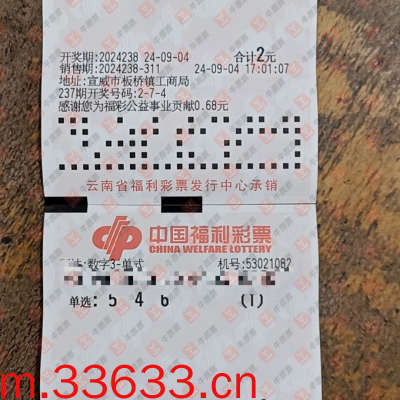 开奖期:2024238 24-09-04 合计2元
销售期:2024238-311 24-09-04 17:01:07
地址:宣威市板桥镇工商局
237期开奖号码:2-7-4
感谢您为福彩公益事业贡献0.68元
云南省福利彩票发行中心承销
中国福利彩票
CHINA WELFARE LOTTERY
:数字3-单式 机号:53021082
单选: 5 4 6 (1)
m.33633.cn